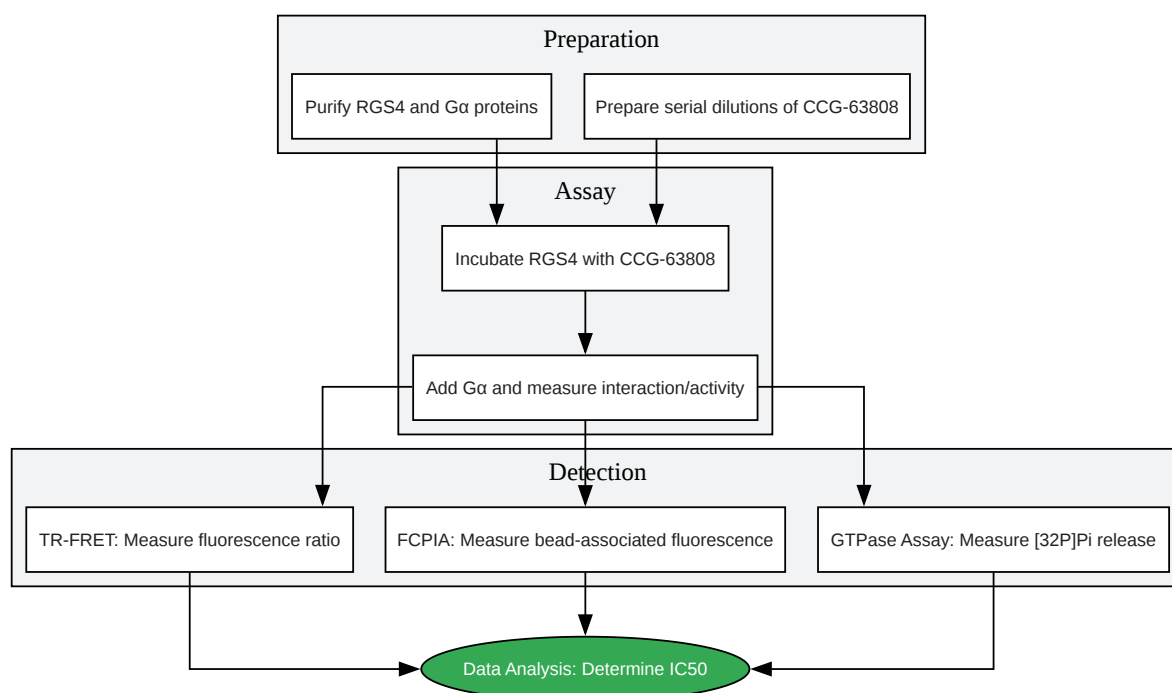 Preparation
Purify RGS4 and Gα proteins
Prepare serial dilutions of CCG-63808
Assay
Incubate RGS4 with CCG-63808
Add Gα and measure interaction/activity
Detection
TR-FRET: Measure fluorescence ratio
FCPIA: Measure bead-associated fluorescence
GTPase Assay: Measure [32P]Pi release
Data Analysis: Determine IC50